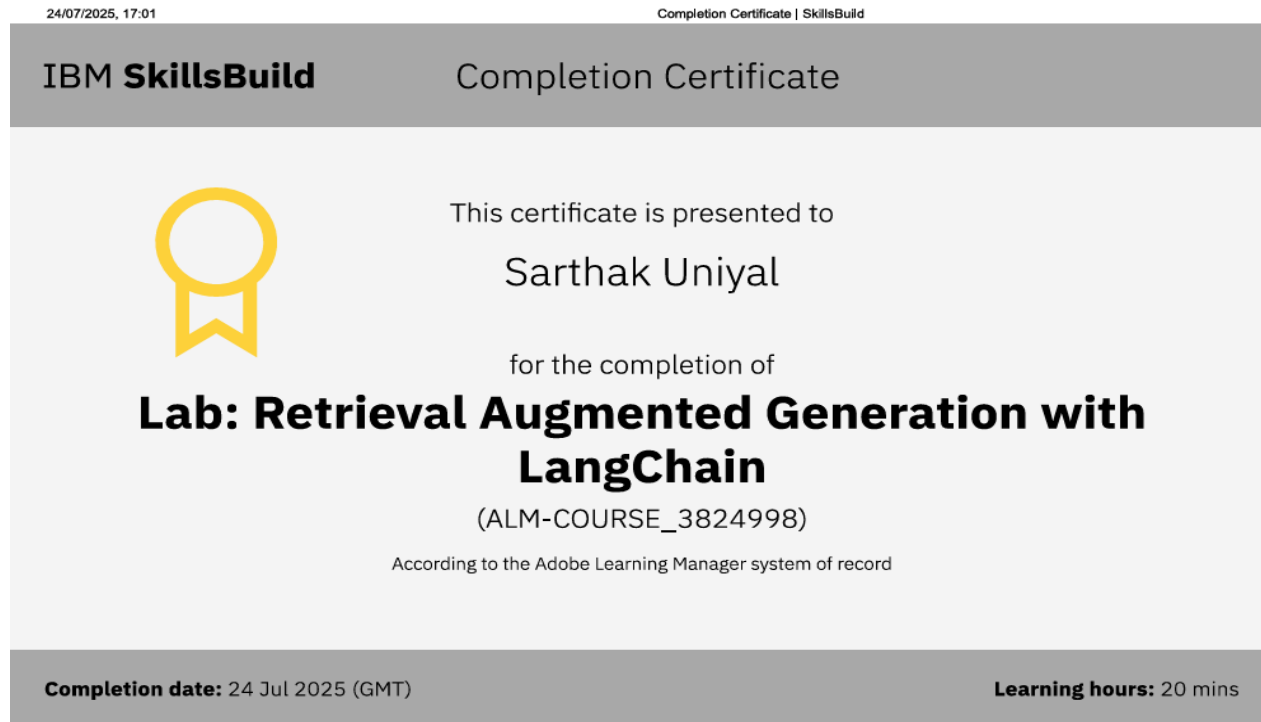 24/07/2025, 17:01 Completion Certificate | SkillsBuild
IBM SkillsBuild Completion Certificate
This certificate is presented to
Sarthak Uniyal
for the completion of
Lab: Retrieval Augmented Generation with
LangChain
(ALM-COURSE_3824998)
According to the Adobe Learning Manager system of record
Completion date: 24 Jul 2025 (GMT) Learning hours: 20 mins